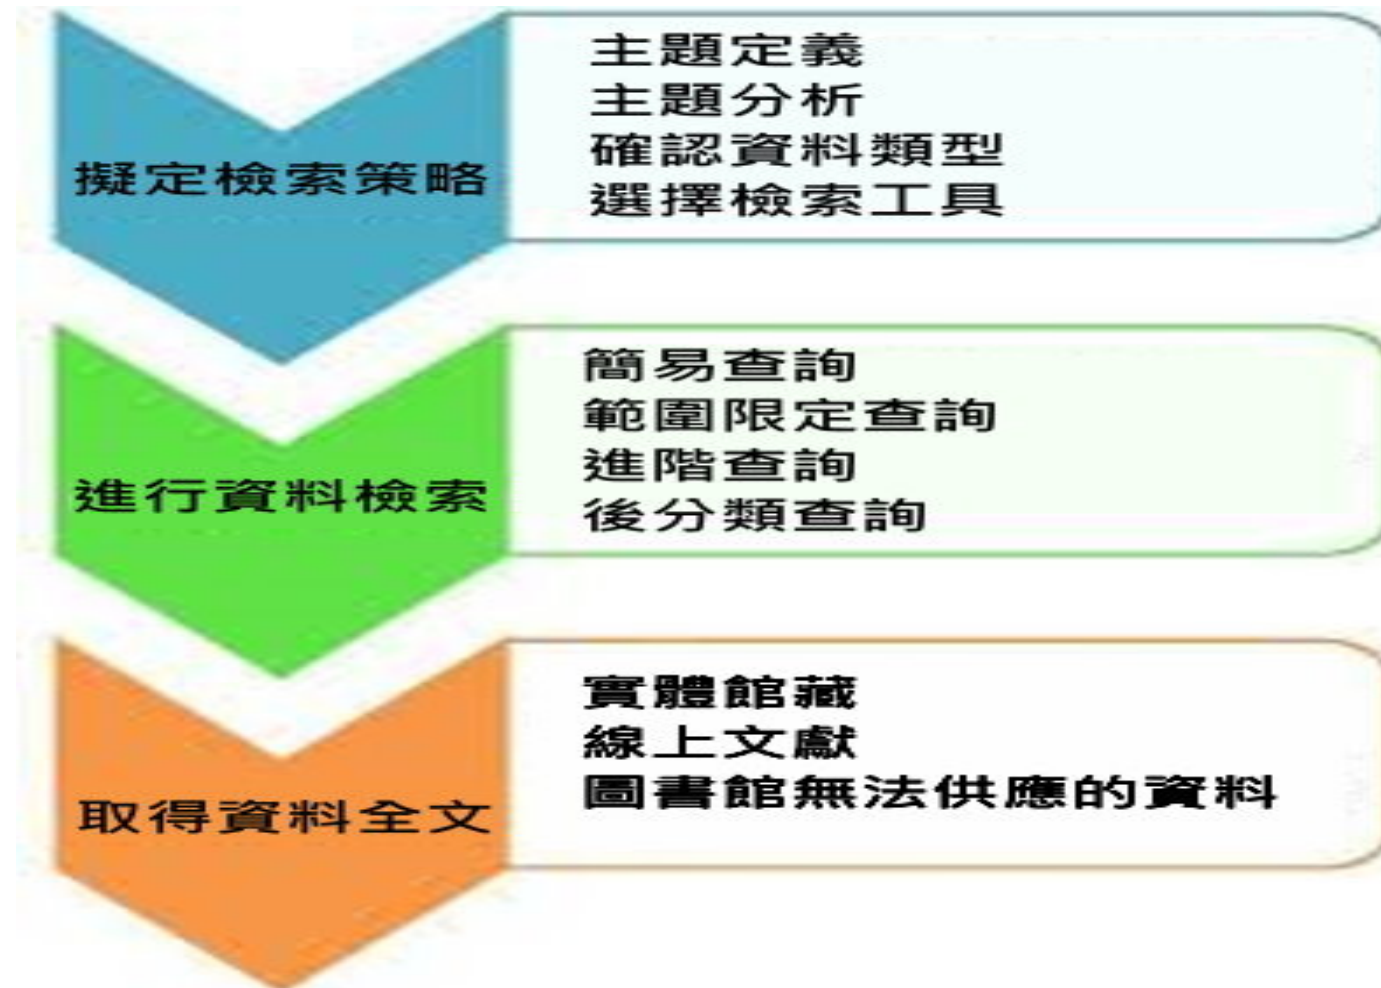 擬定檢索策略
主題定義
主題分析
確認資料類型
選擇檢索工具
進行資料檢索
簡易查詢
範圍限定查詢
進階查詢
後分類查詢
取得資料全文
實體館藏
線上文獻
圖書館無法供應的資料